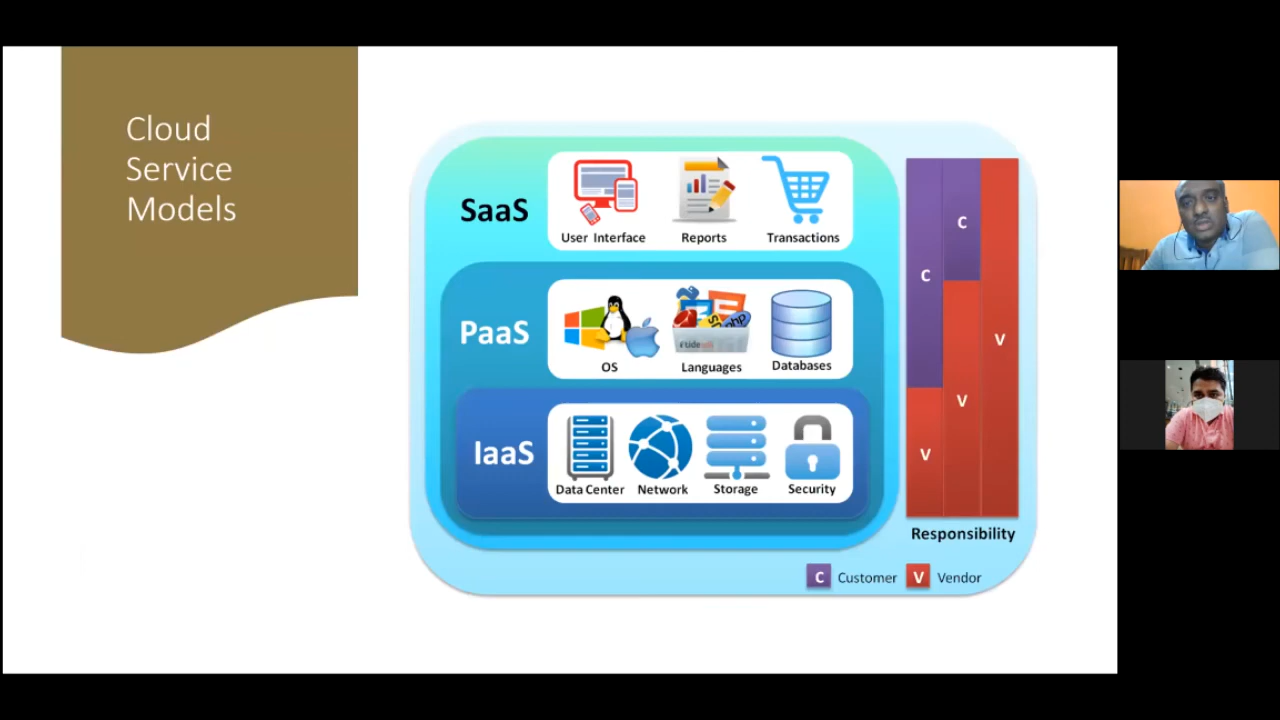 Cloud
Service
Models
SaaS
User Interface
Reports
Transactions
PaaS
php
OS
Languages
Databases
IaaS
Data Center
Network
Storage
Security
C
C
V
V
V
Responsibility
C Customer V Vendor